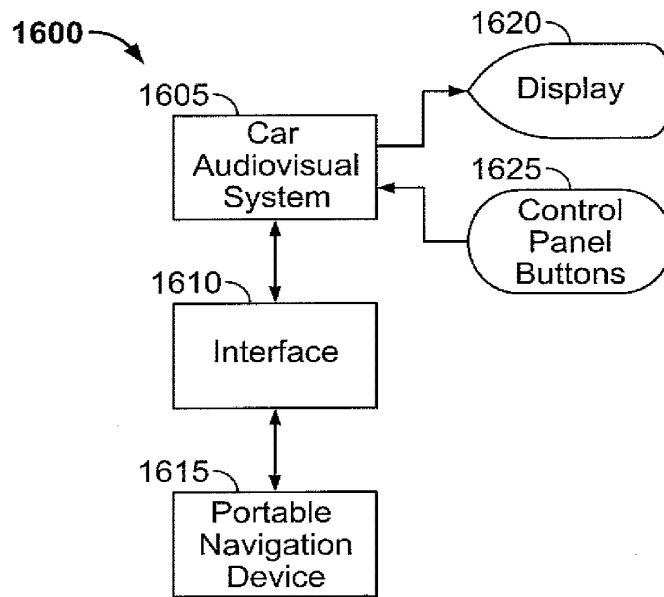 1600
1620
Display
1605
Car
Audiovisual
System
1625
Control
Panel
Buttons
1610
Interface
1615
Portable
Navigation
Device